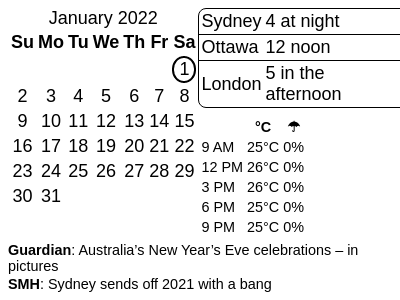 January 2022
Su Mo Tu We Th Fr Sa
1
2 3 4 5 6 7 8
9 10 11 12 13 14 15
16 17 18 19 20 21 22
23 24 25 26 27 28 29
30 31
Sydney 4 at night
Ottawa 12 noon
London 5 in the
afternoon
°C ☂
9 AM 25°C 0%
12 PM 26°C 0%
3 PM 26°C 0%
6 PM 25°C 0%
9 PM 25°C 0%
Guardian: Australia’s New Year’s Eve celebrations – in
pictures
SMH: Sydney sends off 2021 with a bang